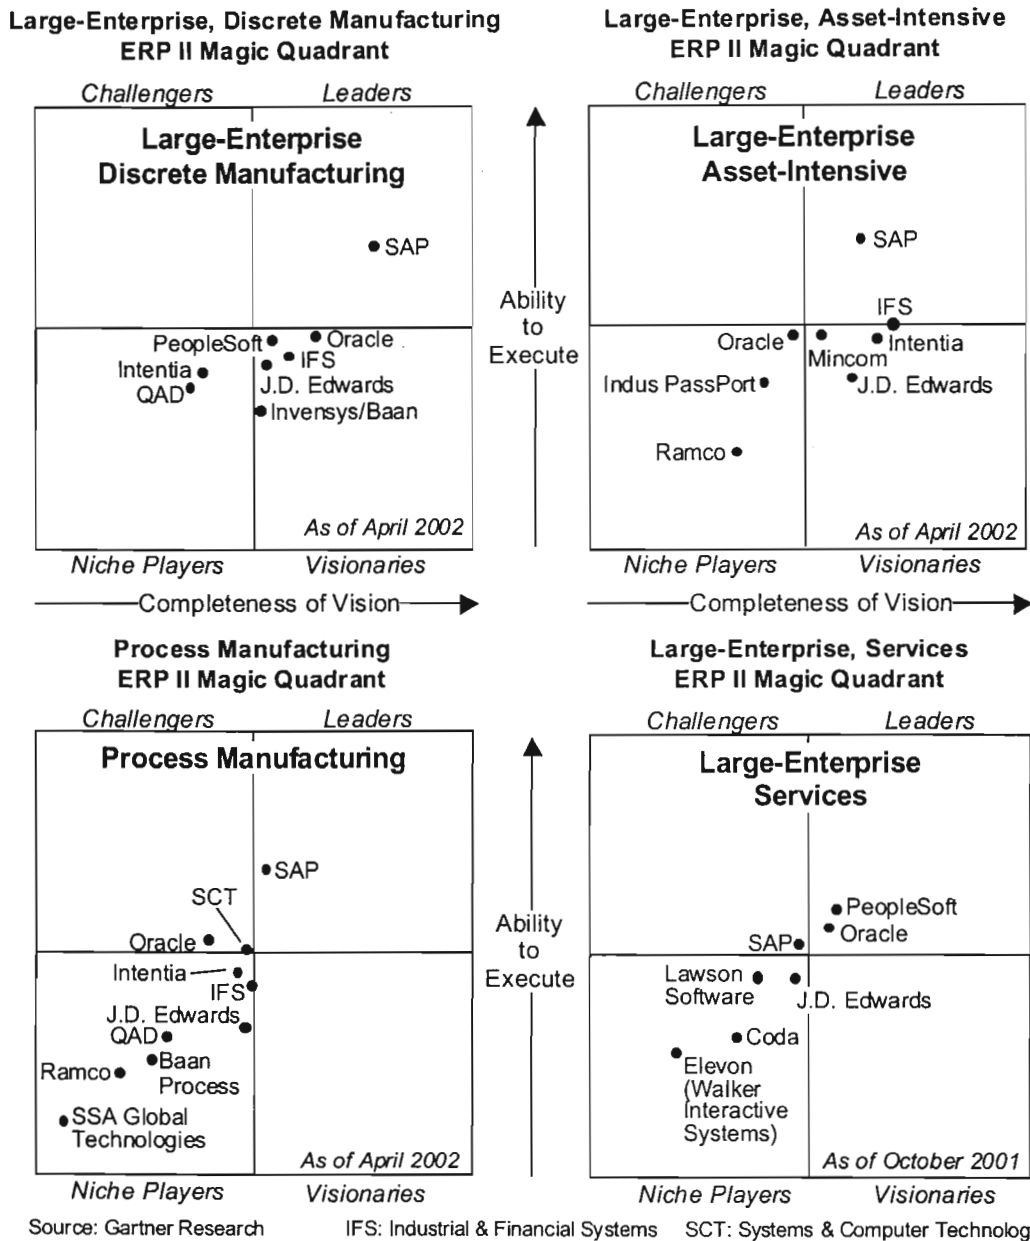 Large-Enterprise, Discrete Manufacturing
ERP II Magic Quadrant
Challengers
Leaders
Large-Enterprise
Discrete Manufacturing
SAP
PeopleSoft
Oracle
IFS
Intentia
J.D. Edwards
QAD
Invensys/Baan
As of April 2002
Niche Players
Visionaries
Completeness of Vision
Ability
to
Execute
Large-Enterprise, Asset-Intensive
ERP II Magic Quadrant
Challengers
Leaders
Large-Enterprise
Asset-Intensive
SAP
IFS
Oracle
Mincom
Intentia
Indus PassPort
J.D. Edwards
Ramco
As of April 2002
Niche Players
Visionaries
Completeness of Vision
Process Manufacturing
ERP II Magic Quadrant
Challengers
Leaders
Process Manufacturing
SAP
SCT
Oracle
Intentia
IFS
J.D. Edwards
QAD
Baan
Process
Ramco
SSA Global
Technologies
As of April 2002
Niche Players
Visionaries
Ability
to
Execute
Large-Enterprise, Services
ERP II Magic Quadrant
Challengers
Leaders
Large-Enterprise
Services
PeopleSoft
Oracle
SAP
Lawson
Software
J.D. Edwards
Coda
Elevon
(Walker
Interactive
Systems)
As of October 2001
Niche Players
Visionaries
Source: Gartner Research
IFS: Industrial & Financial Systems
SCT: Systems & Computer Technolog